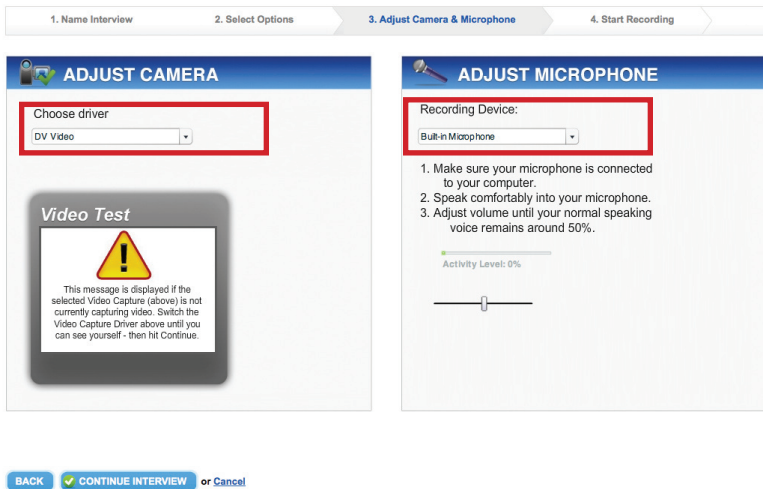 1. Name Interview
2. Select Options
3. Adjust Camera & Microphone
4. Start Recording
ADJUST CAMERA
Choose driver
DV Video
Video Test
This message is displayed if the
selected Video Capture (above) is not
currently capturing video. Switch the
Video Capture Driver above until you
can see yourself - then hit Continue.
ADJUST MICROPHONE
Recording Device:
Built-in Microphone
1. Make sure your microphone is connected
to your computer.
2. Speak comfortably into your microphone.
3. Adjust volume until your normal speaking
voice remains around 50%.
Activity Level: 0%
BACK
CONTINUE INTERVIEW
or Cancel